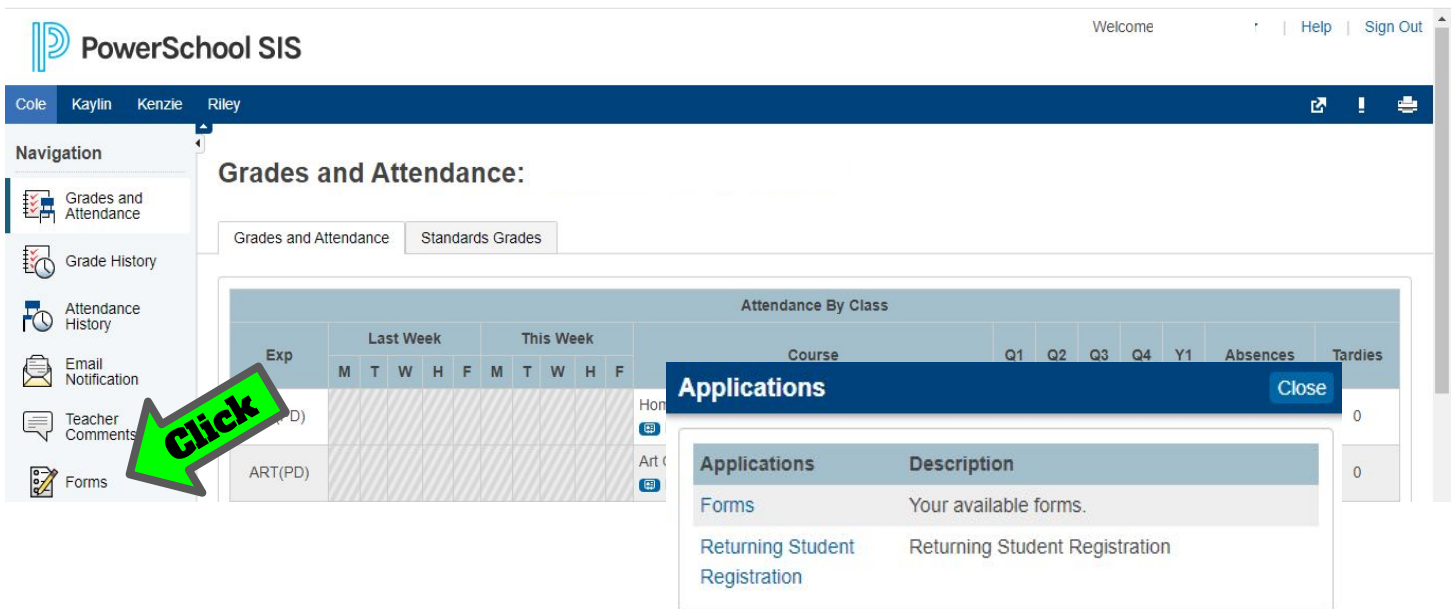 PowerSchool SIS
Welcome | Help | Sign Out
Cole Kaylin Kenzie Riley
Navigation
Grades and
Attendance
Grade History
Attendance
History
Email
Notification
Teacher
Comments
Forms
Click
Grades and Attendance:
Grades and Attendance Standards Grades
Attendance By Class
Exp Last Week This Week Course Q1 Q2 Q3 Q4 Y1 Absences Tardies
M T W H F M T W H F
PD) 0
ART(PD) Art 0
Applications Close
Applications Description
Forms Your available forms.
Returning Student Returning Student Registration
Registration